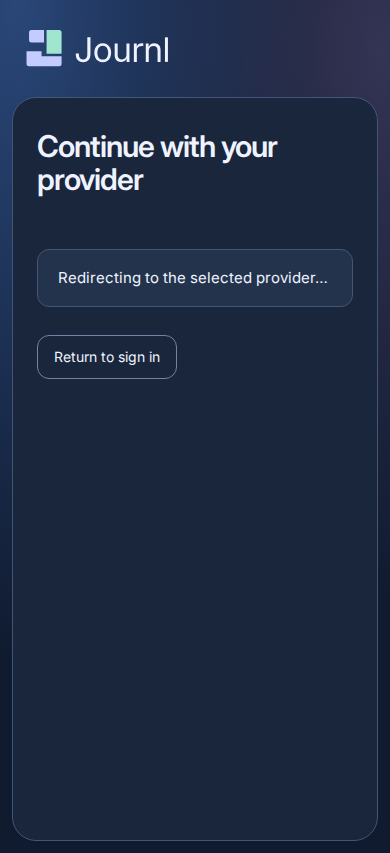 Journl
Continue with your
provider
Redirecting to the selected provider...
Return to sign in